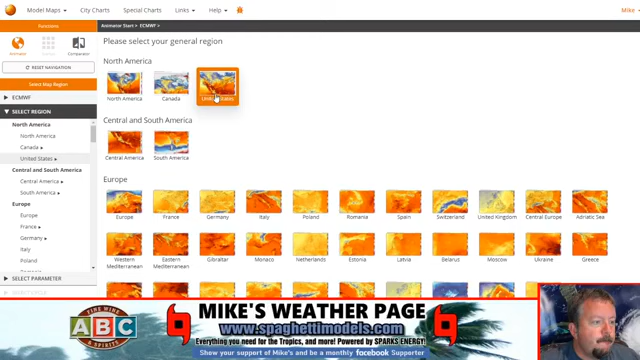 Model Maps City Charts Special Charts Links Help Mike
Functions
Animator Start > ECMWF >
Animator
Comparator
RESET NAVIGATION
Select Map Region
ECMWF
SELECT REGION
North America
North America
Canada
United States
Central and South America
Central America
South America
Europe
Europe
France
Germany
Italy
Poland
SELECT PARAMETER
Please select your general region
North America
North America Canada United States
Central and South America
Central America South America
Europe
Europe France Germany Italy Poland Romania Spain Switzerland United Kingdom Central Europe Adriatic Sea
Western Mediterranean Eastern Mediterranean Gibraltar Monaco Netherlands Estonia Latvia Belarus Moscow Ukraine Greece
FINE WINE
ABC
& SPIRITS
MIKE'S WEATHER PAGE
www.spaghettimodels.com
Everything you need for the Tropics, and more! Powered by SPARKS ENERGY!
Show your support of Mike's and be a monthly facebook Supporter